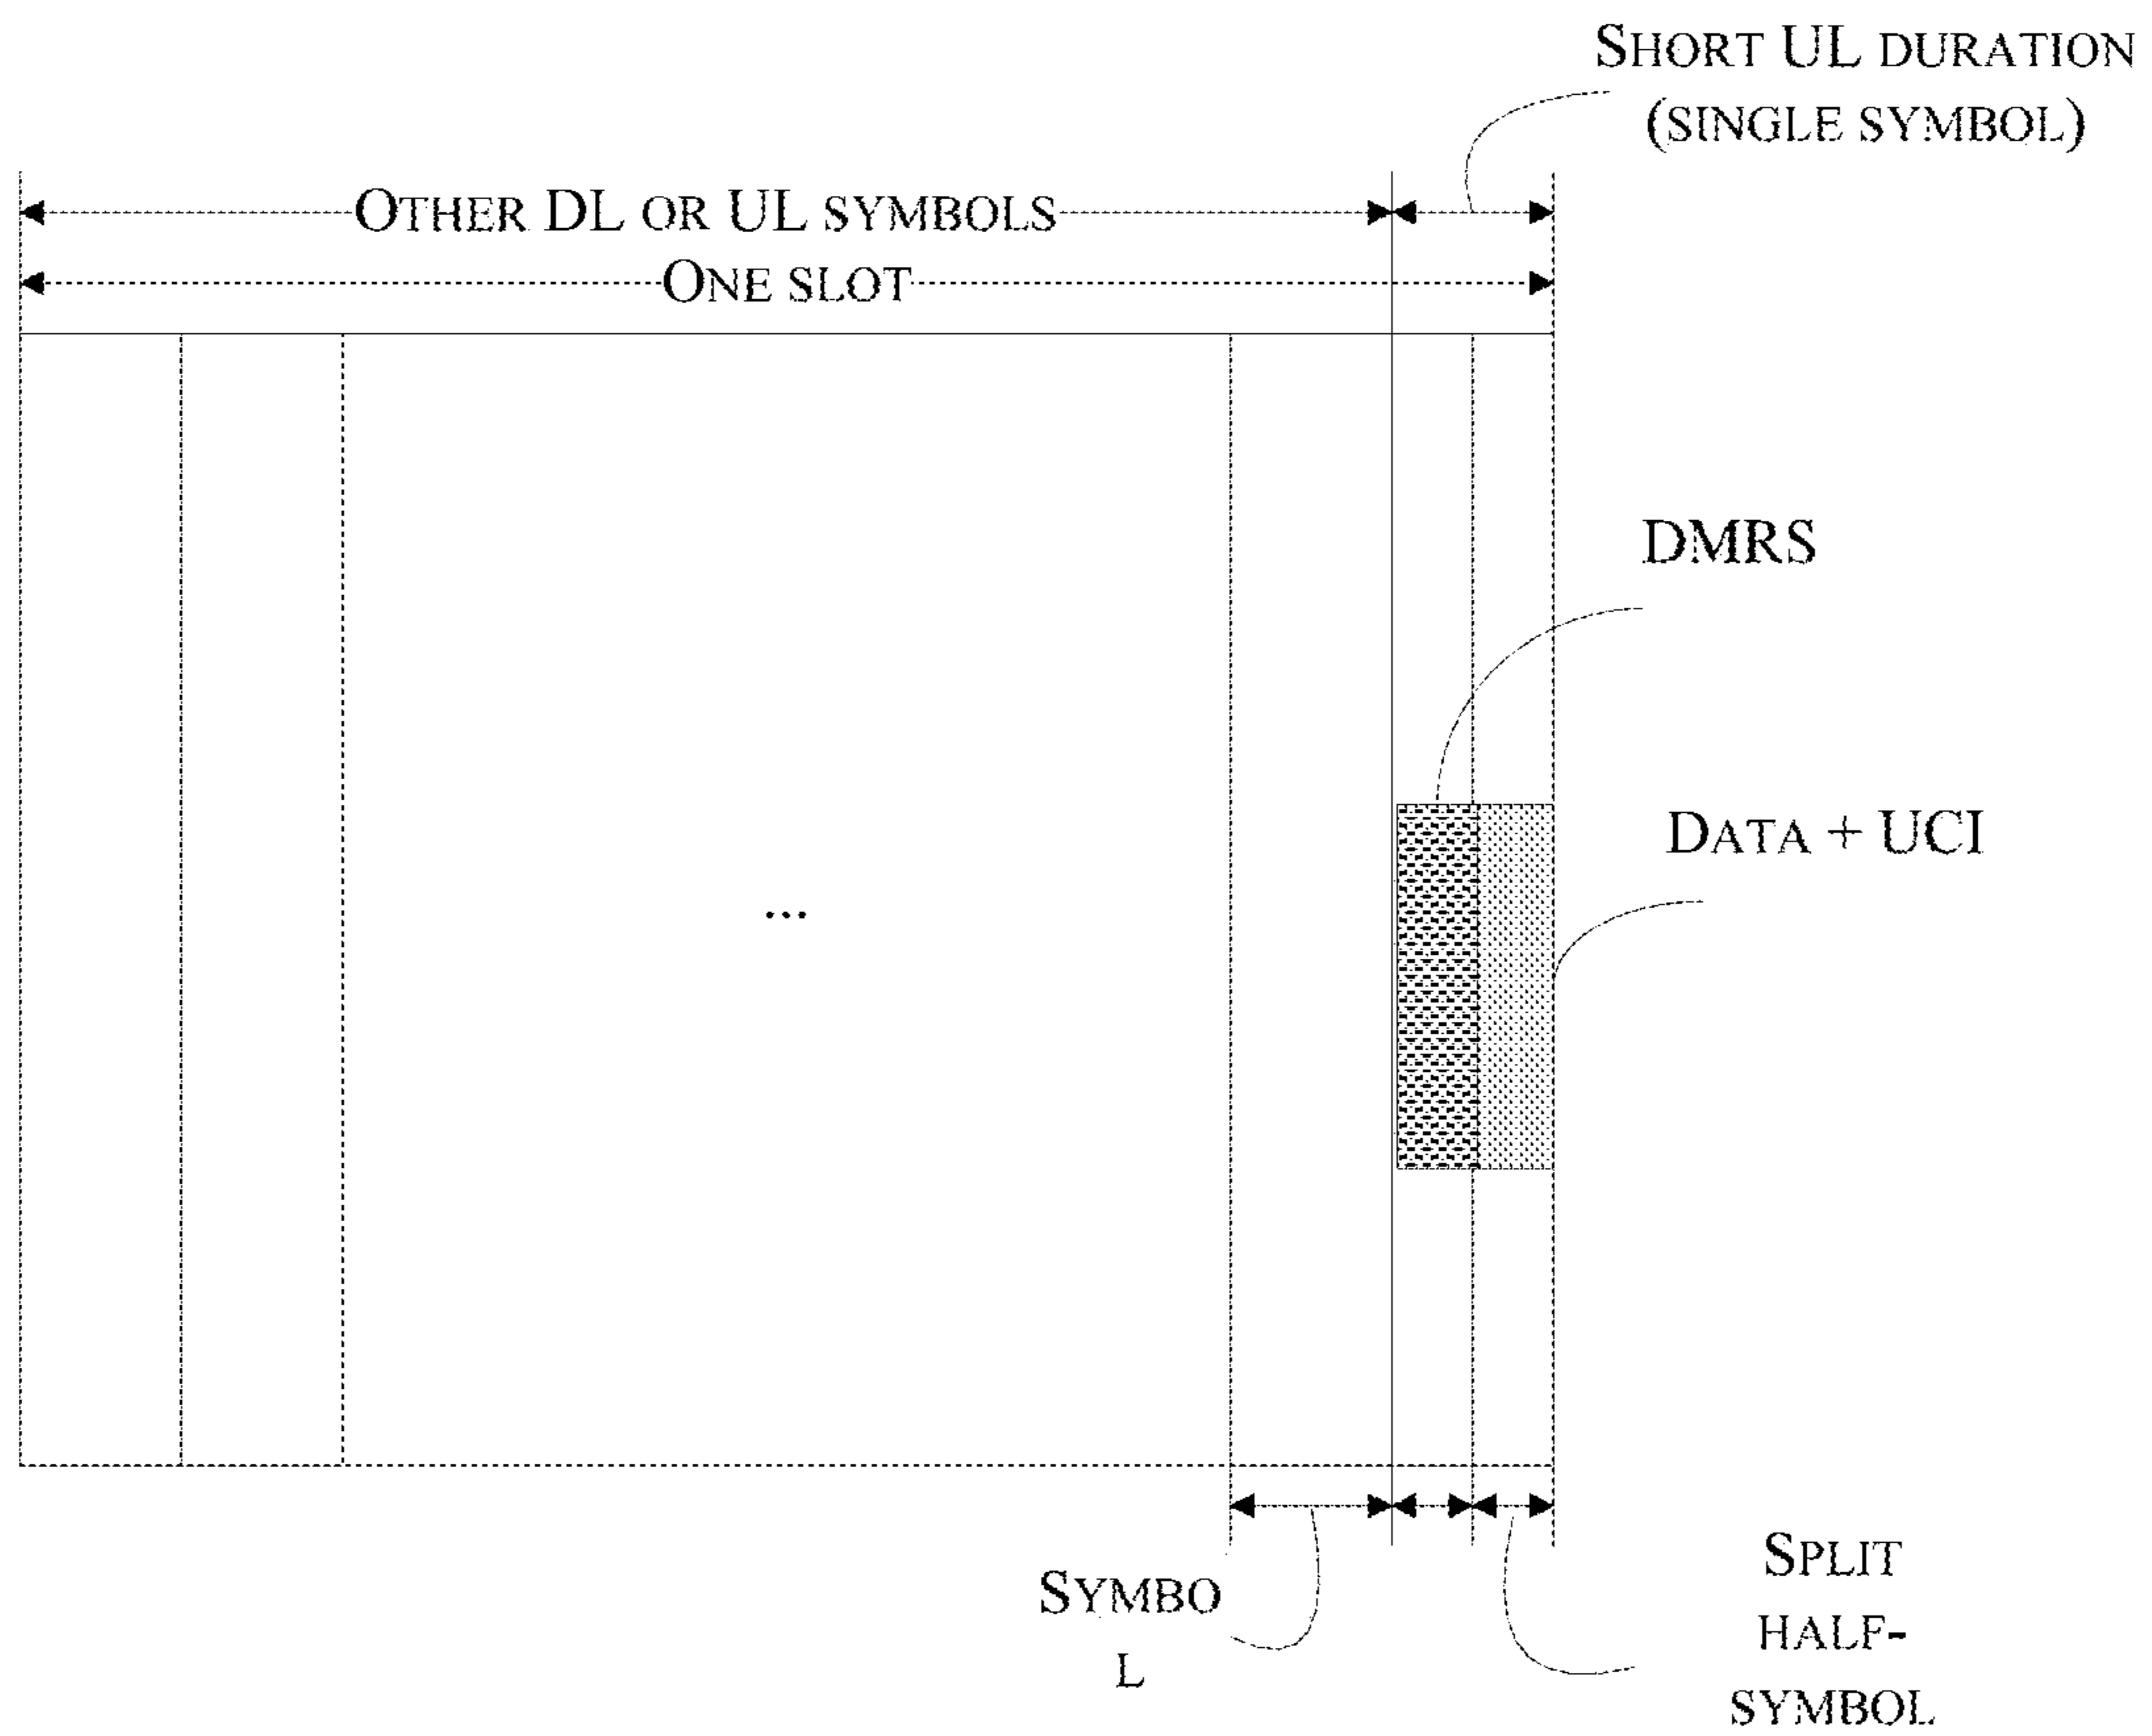 SHORT UL DURATION
(SINGLE SYMBOL)
OTHER DL OR UL SYMBOLS
ONE SLOT
DMRS
DATA + UCI
...
SYMBO
L
SPLIT
HALF-
SYMBOL